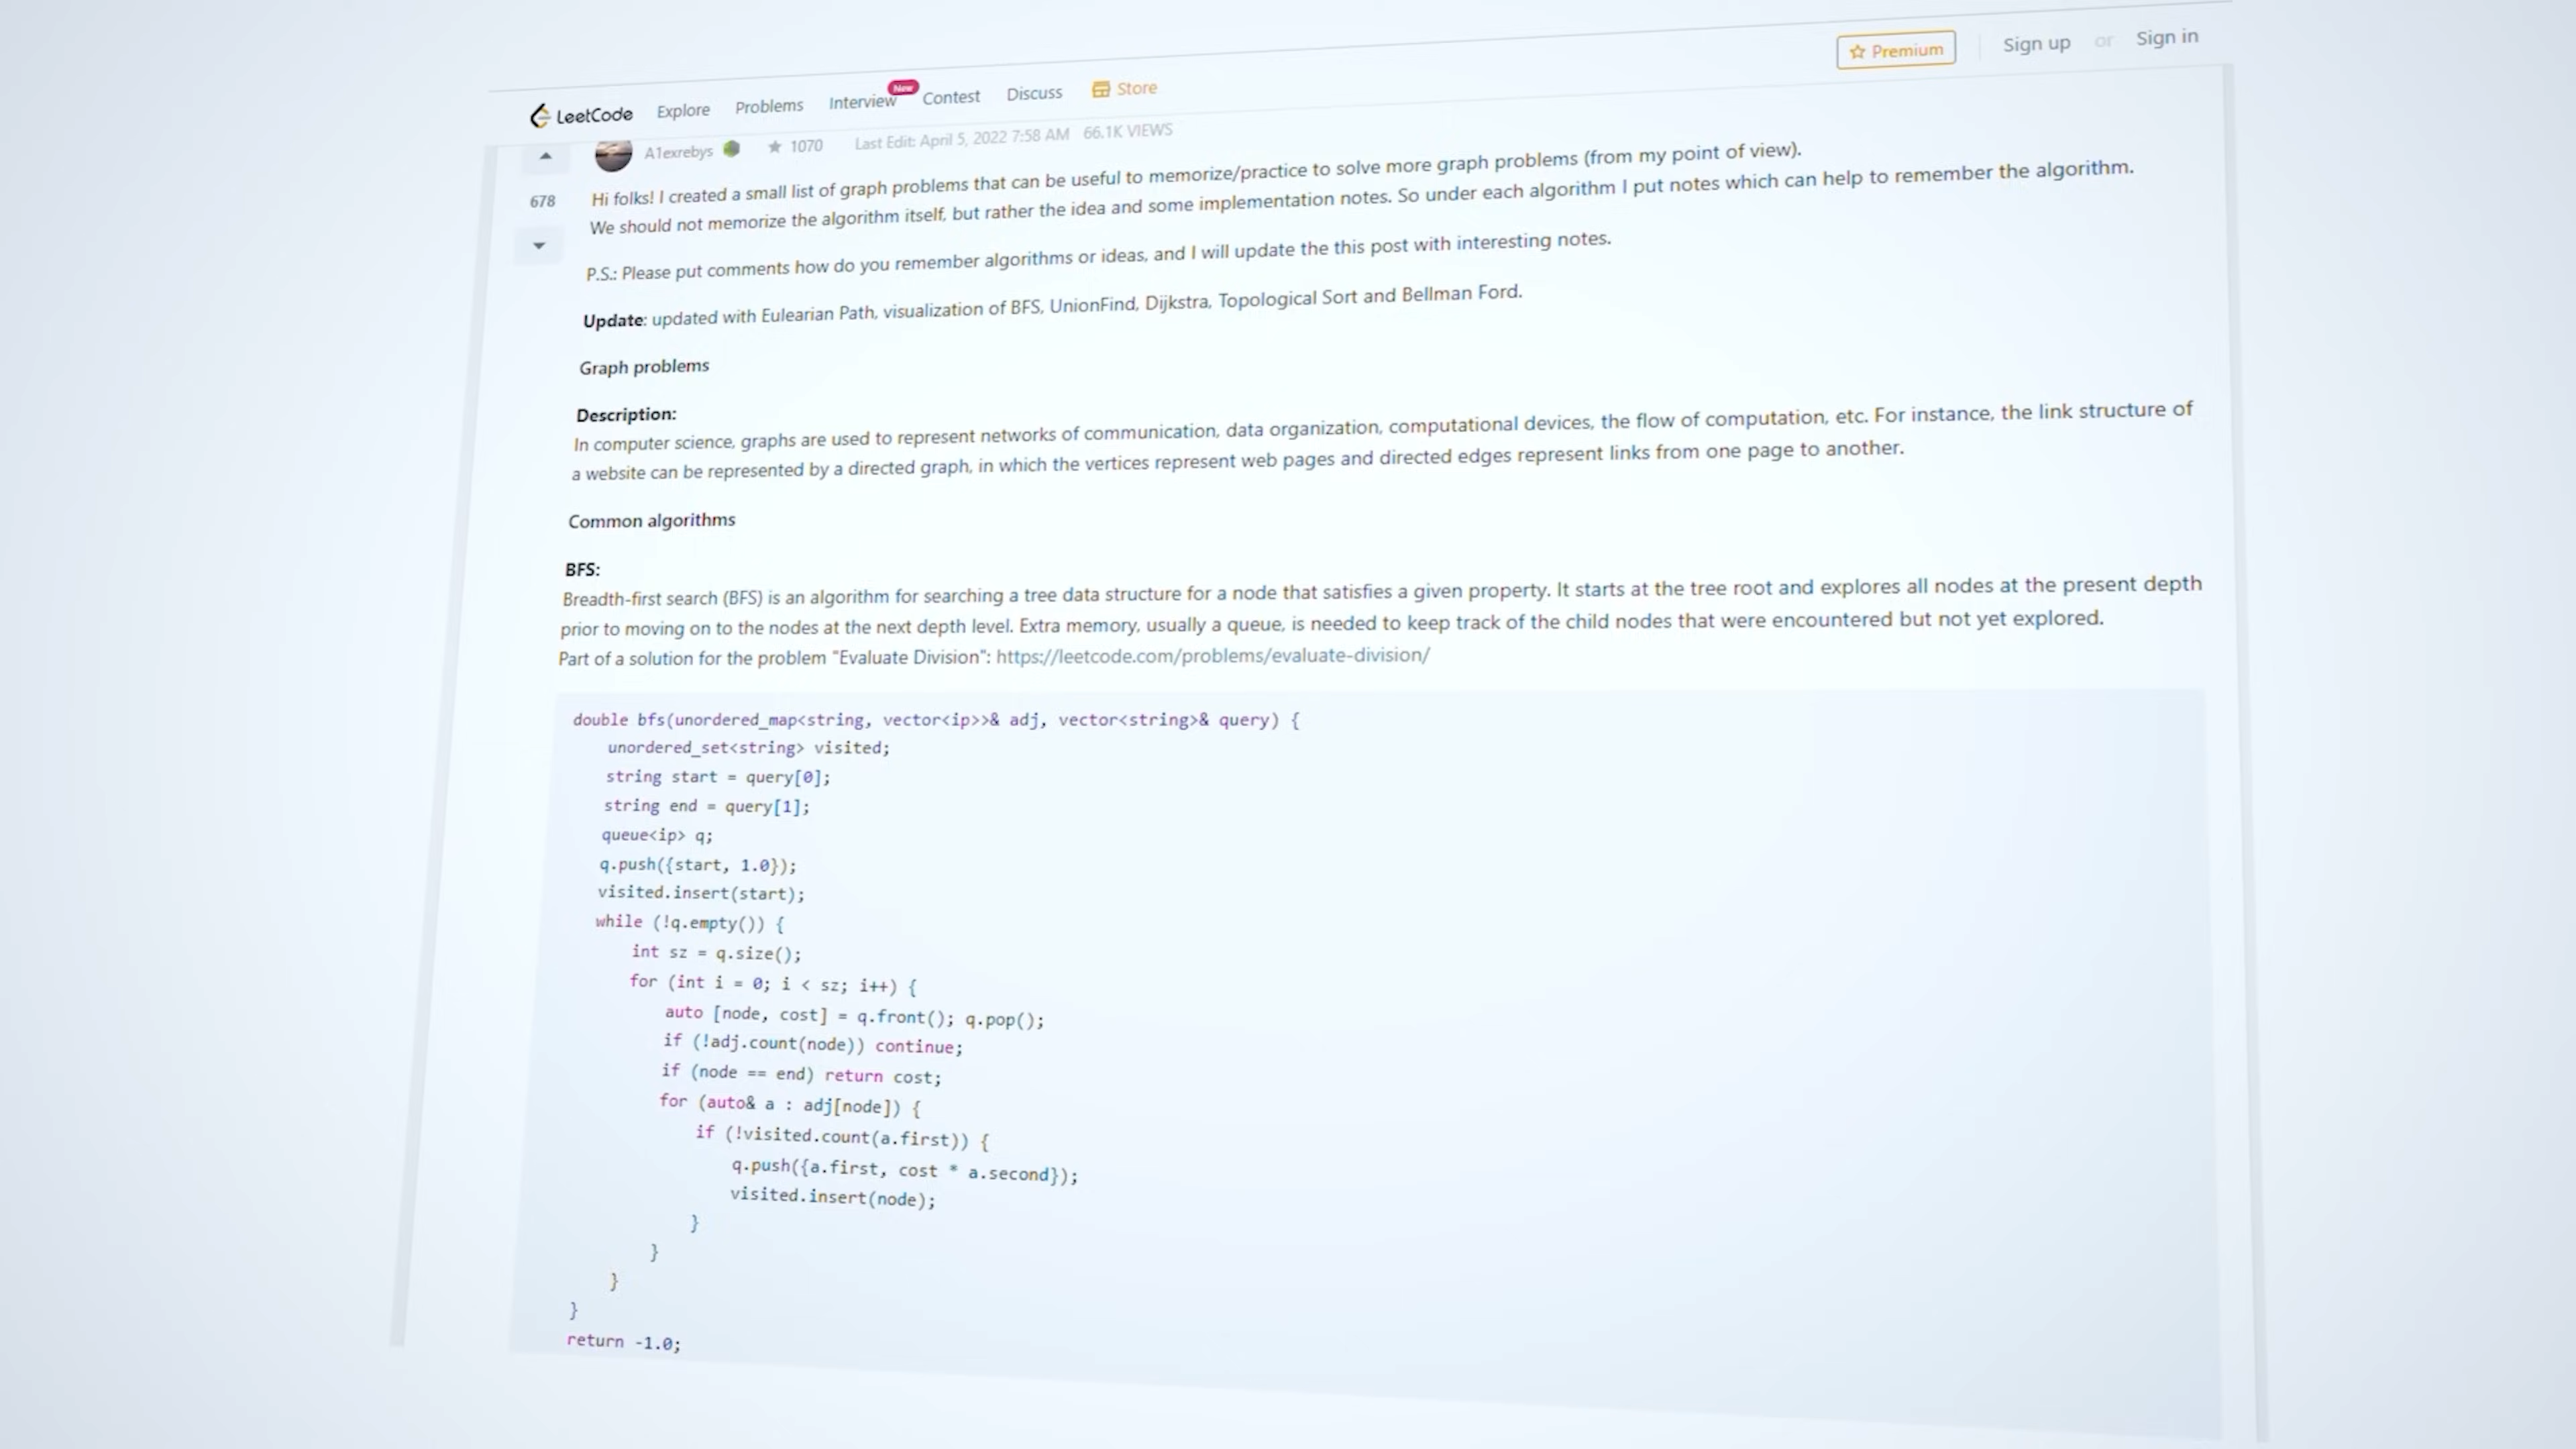 Premium Sign up or Sign in
LeetCode Explore Problems Interview New Contest Discuss Store
A1exrebys 1070 Last Edit: April 5, 2022 7:58 AM 66.1K VIEWS
678
Hi folks! I created a small list of graph problems that can be useful to memorize/practice to solve more graph problems (from my point of view).
We should not memorize the algorithm itself, but rather the idea and some implementation notes. So under each algorithm I put notes which can help to remember the algorithm.
P.S.: Please put comments how do you remember algorithms or ideas, and I will update the this post with interesting notes.
Update: updated with Eulearian Path, visualization of BFS, UnionFind, Dijkstra, Topological Sort and Bellman Ford.
Graph problems
Description:
In computer science, graphs are used to represent networks of communication, data organization, computational devices, the flow of computation, etc. For instance, the link structure of
a website can be represented by a directed graph, in which the vertices represent web pages and directed edges represent links from one page to another.
Common algorithms
BFS:
Breadth-first search (BFS) is an algorithm for searching a tree data structure for a node that satisfies a given property. It starts at the tree root and explores all nodes at the present depth
prior to moving on to the nodes at the next depth level. Extra memory, usually a queue, is needed to keep track of the child nodes that were encountered but not yet explored.
Part of a solution for the problem "Evaluate Division": https://leetcode.com/problems/evaluate-division/
double bfs(unordered_map<string, vector<ip>>& adj, vector<string>& query) {
unordered_set<string> visited;
string start = query[0];
string end = query[1];
queue<ip> q;
q.push({start, 1.0});
visited.insert(start);
while (!q.empty()) {
int sz = q.size();
for (int i = 0; i < sz; i++) {
auto [node, cost] = q.front(); q.pop();
if (!adj.count(node)) continue;
if (node == end) return cost;
for (auto& a : adj[node]) {
if (!visited.count(a.first)) {
q.push({a.first, cost * a.second});
visited.insert(node);
}
}
}
}
return -1.0;